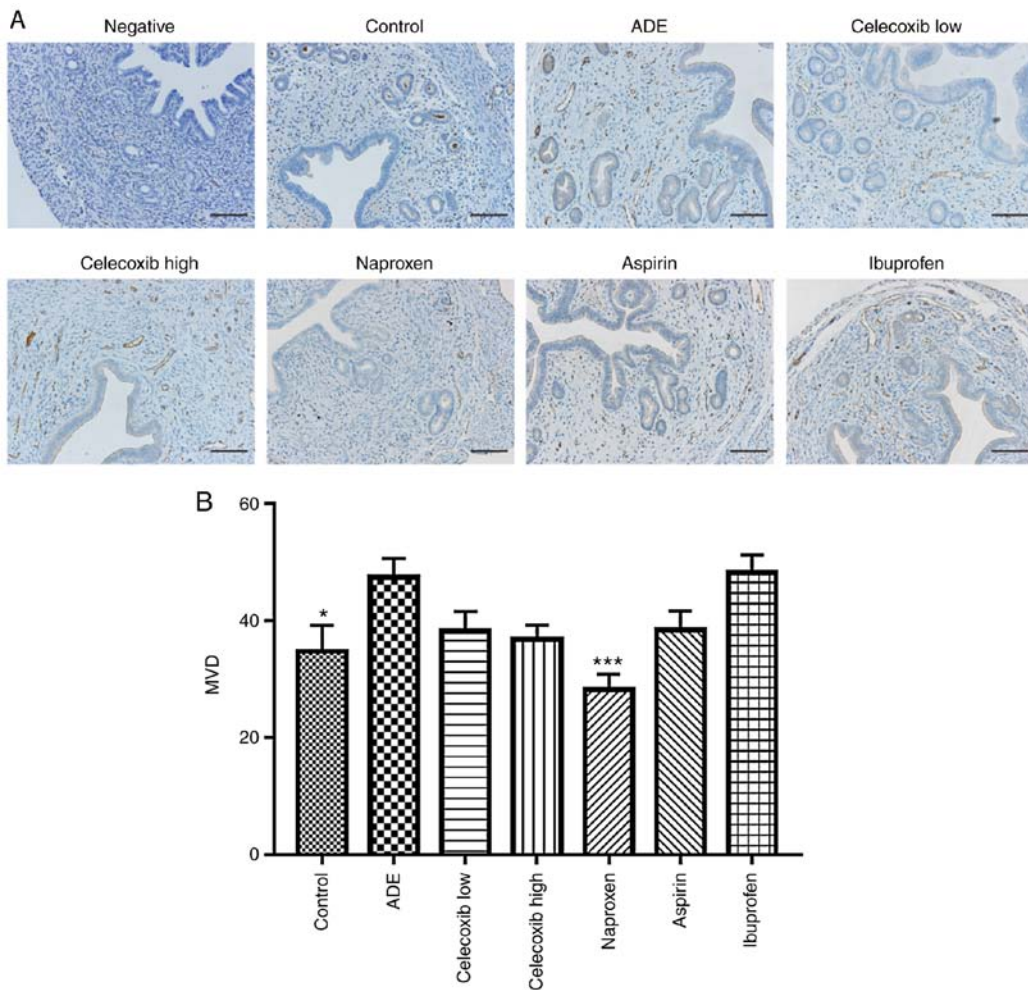 A
Negative
Control
ADE
Celecoxib low
Celecoxib high
Naproxen
Aspirin
Ibuprofen
B
60
40
20
0
MVD
*
***
Control
ADE
Celecoxib low
Celecoxib high
Naproxen
Aspirin
Ibuprofen